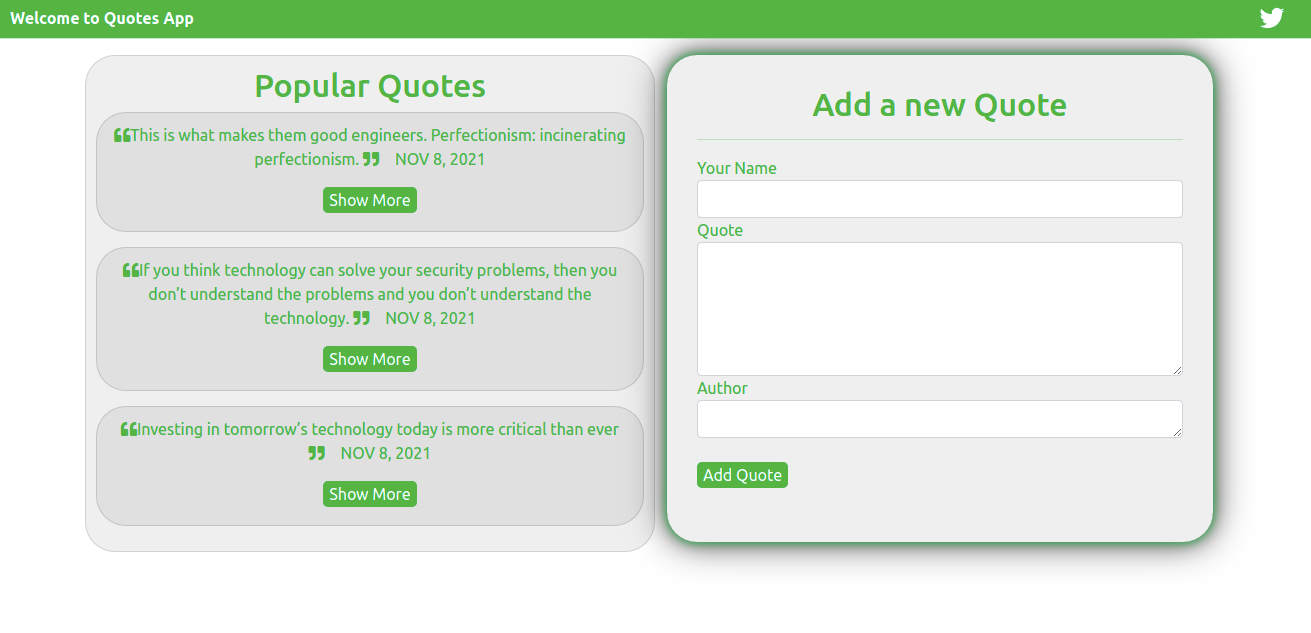 Welcome to Quotes App
Popular Quotes
❝This is what makes them good engineers. Perfectionism: incinerating
perfectionism. ❞ NOV 8, 2021
Show More
❝If you think technology can solve your security problems, then you
don’t understand the problems and you don’t understand the
technology. ❞ NOV 8, 2021
Show More
❝Investing in tomorrow’s technology today is more critical than ever
❞ NOV 8, 2021
Show More
Add a new Quote
Your Name
Quote
Author
Add Quote